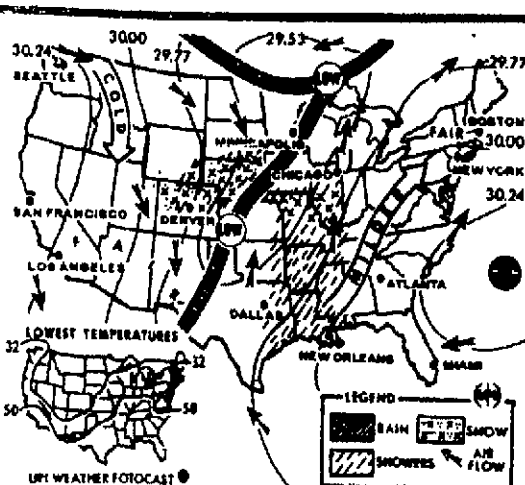 30.24
30.00
29.77
29.53
29.77
SEATTLE
COLD
LOW
MINNEAPOLIS
BOSTON
FAIR
30.00
CHICAGO
NEW YORK
30.24
SAN FRANCISCO
DENVER
LOW
LOS ANGELES
ATLANTA
DALLAS
LOWEST TEMPERATURES
NEW ORLEANS
MIAMI
32
32
50
50
LEGEND
RAIN
SNOW
SHOWERS
AIR
FLOW
UPI WEATHER FOTOCAST